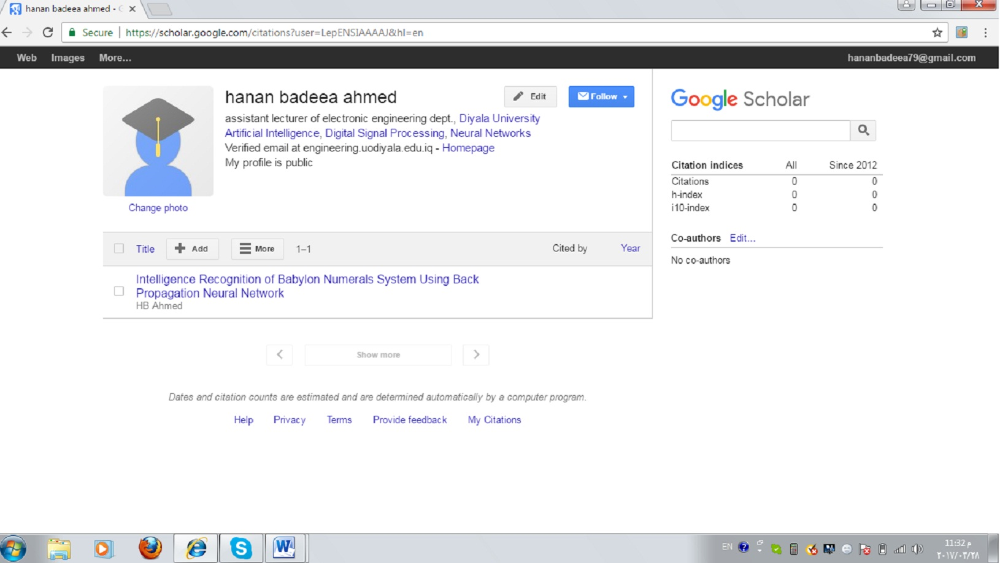 hanan badeea ahmed -
Secure
https://scholar.google.com/citations?user=LepENSIAAAAJ&hl=en
Web Images More...
hananbadeea79@gmail.com
hanan badeea ahmed
Edit
Follow
assistant lecturer of electronic engineering dept., Diyala University
Artificial Intelligence, Digital Signal Processing, Neural Networks
Verified email at engineering.uodiyala.edu.iq - Homepage
My profile is public
Change photo
Title Add More 1–1 Cited by Year
Intelligence Recognition of Babylon Numerals System Using Back
Propagation Neural Network
HB Ahmed
Show more
Dates and citation counts are estimated and are determined automatically by a computer program.
Help Privacy Terms Provide feedback My Citations
Google Scholar
Citation indices All Since 2012
Citations 0 0
h-index 0 0
i10-index 0 0
Co-authors Edit...
No co-authors
EN
11:32 م
٢٠١٧/٠٣/٢٨